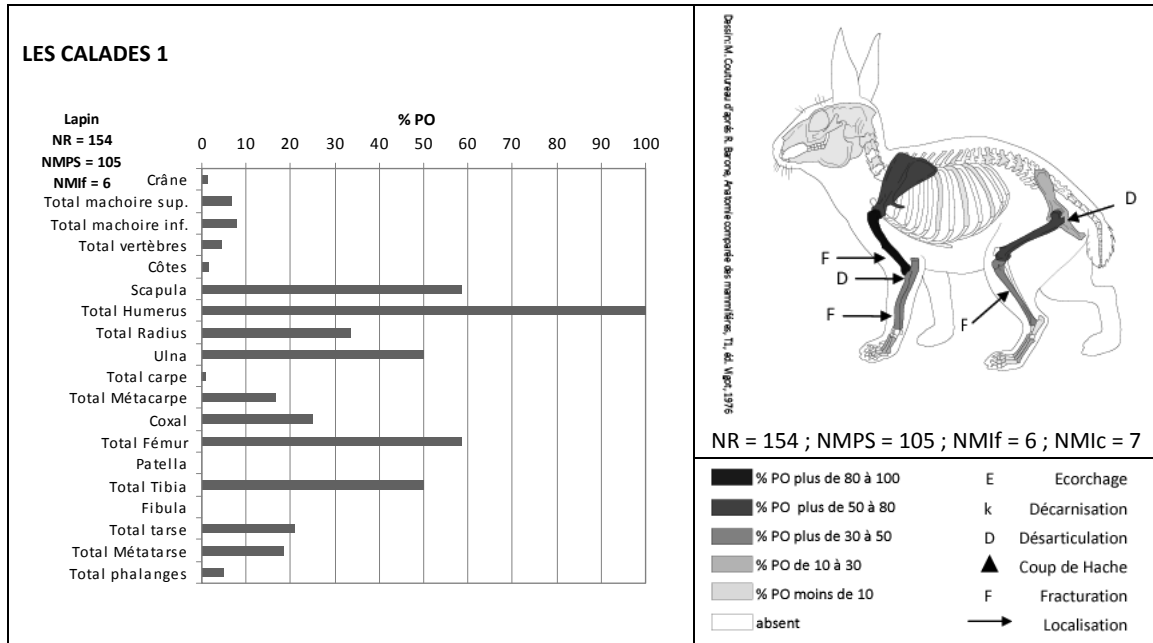 LES CALADES 1
Lapin
NR = 154
NMPS = 105
NMIf = 6
% PO
0 10 20 30 40 50 60 70 80 90 100
Crâne
Total machoire sup.
Total machoire inf.
Total vertèbres
Côtes
Scapula
Total Humerus
Total Radius
Ulna
Total carpe
Total Métacarpe
Coxal
Total Fémur
Patella
Total Tibia
Fibula
Total tarse
Total Métatarse
Total phalanges
Dessin: M. Coutureau d'après R. Barone, Anatomie comparée des mammifères, T1, éd. Vigot, 1976
D
F
D
F
F
NR = 154 ; NMPS = 105 ; NMIf = 6 ; NMIc = 7
% PO plus de 80 à 100
% PO plus de 50 à 80
% PO plus de 30 à 50
% PO de 10 à 30
% PO moins de 10
absent
E Ecorchage
k Décarnisation
D Désarticulation
Coup de Hache
F Fracturation
Localisation